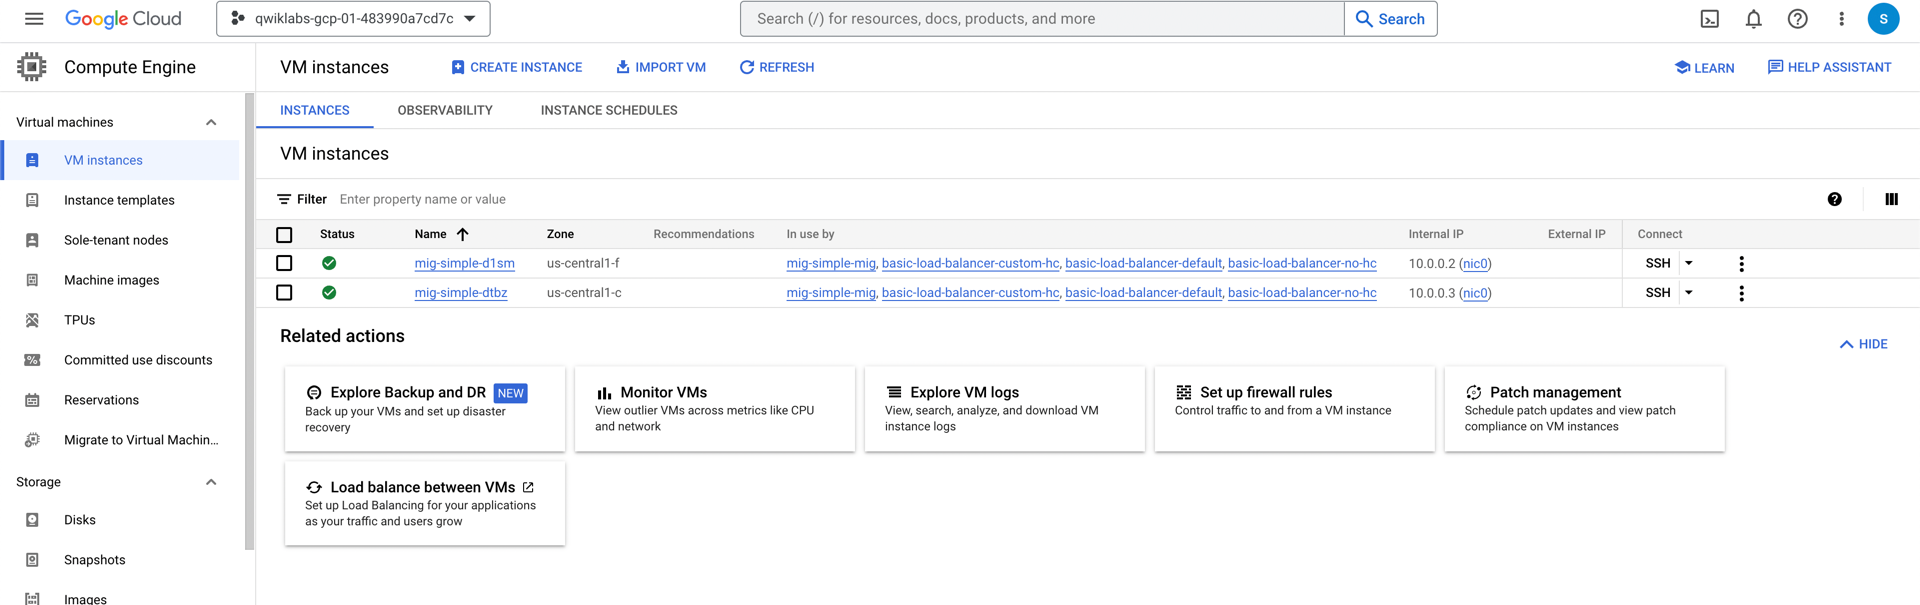 Google Cloud
qwiklabs-gcp-01-483990a7cd7c
Search (/) for resources, docs, products, and more
Search
S
Compute Engine
VM instances
CREATE INSTANCE
IMPORT VM
REFRESH
LEARN
HELP ASSISTANT
Virtual machines
VM instances
Instance templates
Sole-tenant nodes
Machine images
TPUs
Committed use discounts
Reservations
Migrate to Virtual Machin...
Storage
Disks
Snapshots
Images
INSTANCES OBSERVABILITY INSTANCE SCHEDULES
VM instances
Filter Enter property name or value
Status Name Zone Recommendations In use by Internal IP External IP Connect
mig-simple-d1sm us-central1-f mig-simple-mig, basic-load-balancer-custom-hc, basic-load-balancer-default, basic-load-balancer-no-hc 10.0.0.2 (nic0) SSH
mig-simple-dtbz us-central1-c mig-simple-mig, basic-load-balancer-custom-hc, basic-load-balancer-default, basic-load-balancer-no-hc 10.0.0.3 (nic0) SSH
Related actions
HIDE
Explore Backup and DR NEW
Back up your VMs and set up disaster
recovery
Monitor VMs
View outlier VMs across metrics like CPU
and network
Explore VM logs
View, search, analyze, and download VM
instance logs
Set up firewall rules
Control traffic to and from a VM instance
Patch management
Schedule patch updates and view patch
compliance on VM instances
Load balance between VMs
Set up Load Balancing for your applications
as your traffic and users grow